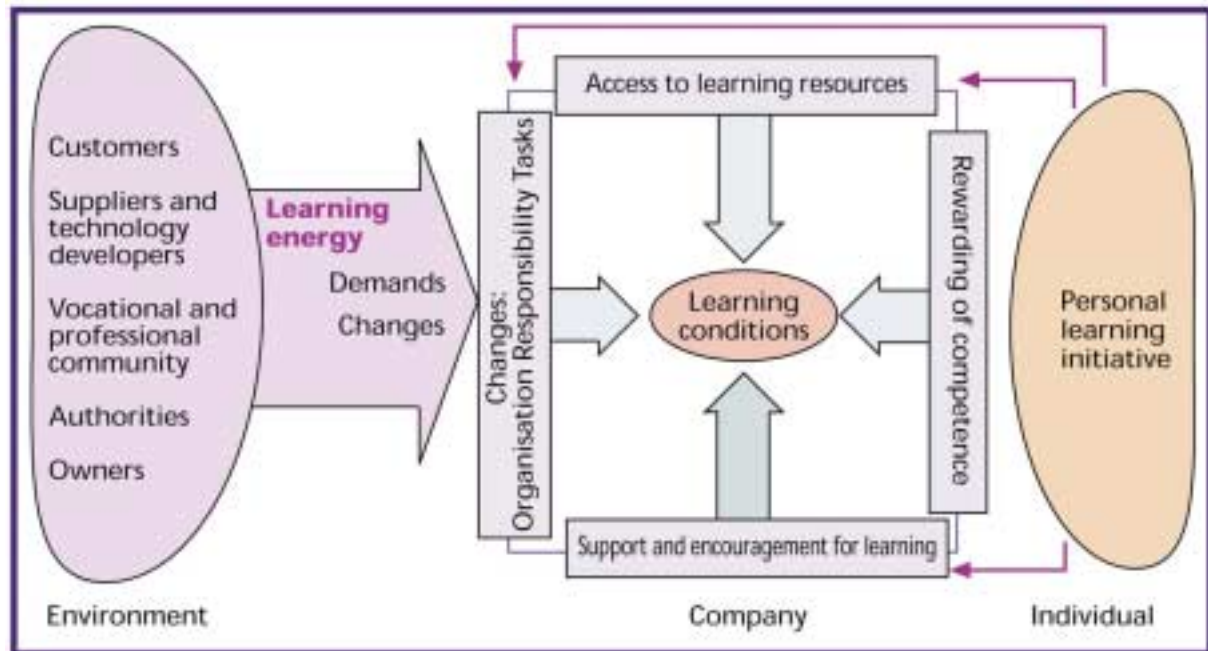 Customers
Suppliers and
technology
developers
Vocational and
professional
community
Authorities
Owners
Learning
energy
Demands
Changes
Changes:
Organisation Responsibility Tasks
Access to learning resources
Learning
conditions
Rewarding of competence
Support and encouragement for learning
Personal
learning
initiative
Environment
Company
Individual